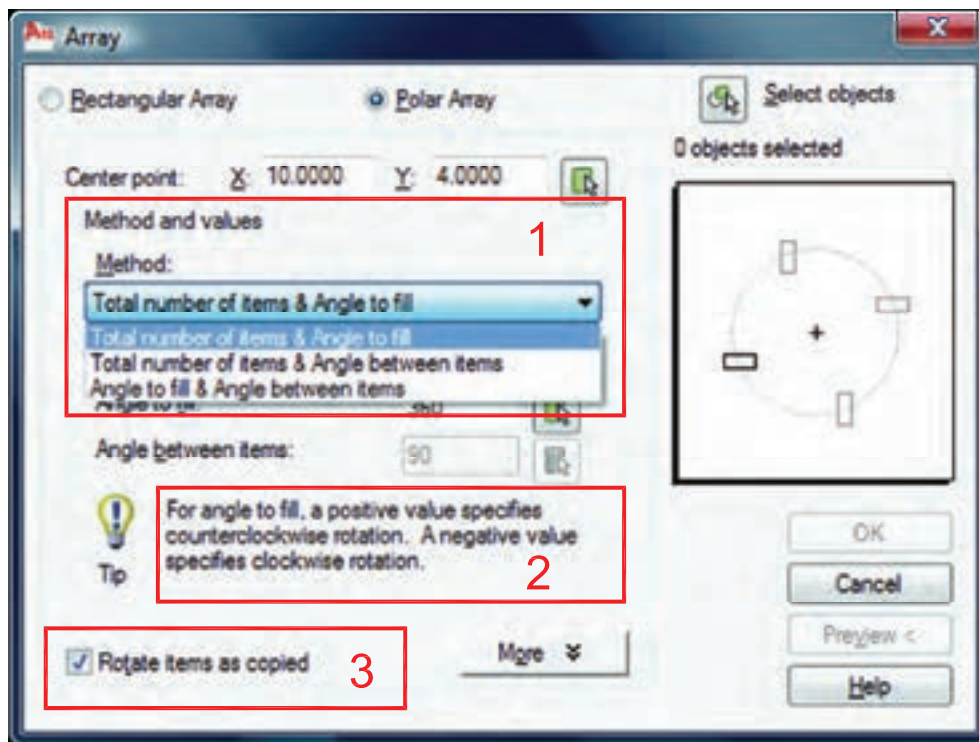 Array
Rectangular Array
Polar Array
Select objects
0 objects selected
Center point: X: 10.0000 Y: 4.0000
Method and values
1
Method:
Total number of items & Angle to fill
Total number of items & Angle to fill
Total number of items & Angle between items
Angle to fill & Angle between items
Angle to fill: 360
Angle between items: 90
For angle to fill, a positive value specifies
counterclockwise rotation. A negative value
specifies clockwise rotation.
2
Tip
Rotate items as copied
3
More
OK
Cancel
Preview <
Help